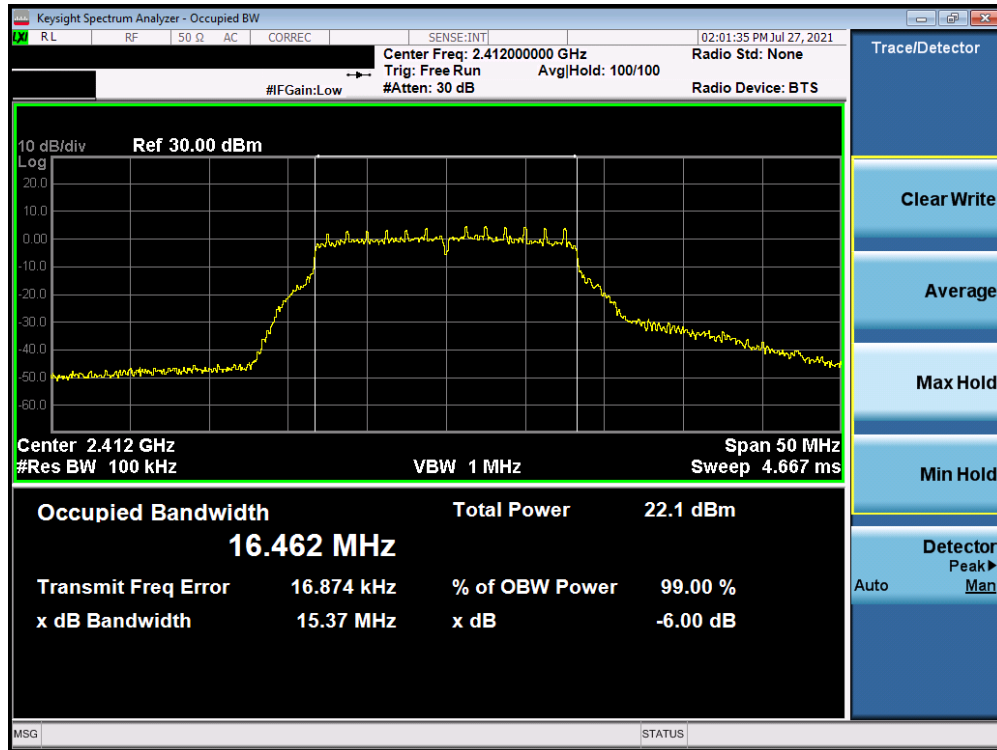 Keysight Spectrum Analyzer - Occupied BW
LXI RL RF 50 Ω AC CORREC SENSE:INT 02:01:35 PM Jul 27, 2021
Center Freq: 2.412000000 GHz Radio Std: None
Trig: Free Run Avg|Hold: 100/100
#IFGain:Low #Atten: 30 dB Radio Device: BTS
Trace/Detector
10 dB/div Ref 30.00 dBm
Log
20.0
10.0
0.00
-10.0
-20.0
-30.0
-40.0
-50.0
-60.0
Center 2.412 GHz Span 50 MHz
#Res BW 100 kHz VBW 1 MHz Sweep 4.667 ms
Occupied Bandwidth Total Power 22.1 dBm
16.462 MHz
Transmit Freq Error 16.874 kHz % of OBW Power 99.00 %
x dB Bandwidth 15.37 MHz x dB -6.00 dB
Clear Write
Average
Max Hold
Min Hold
Detector
Peak▶
Auto Man
MSG STATUS